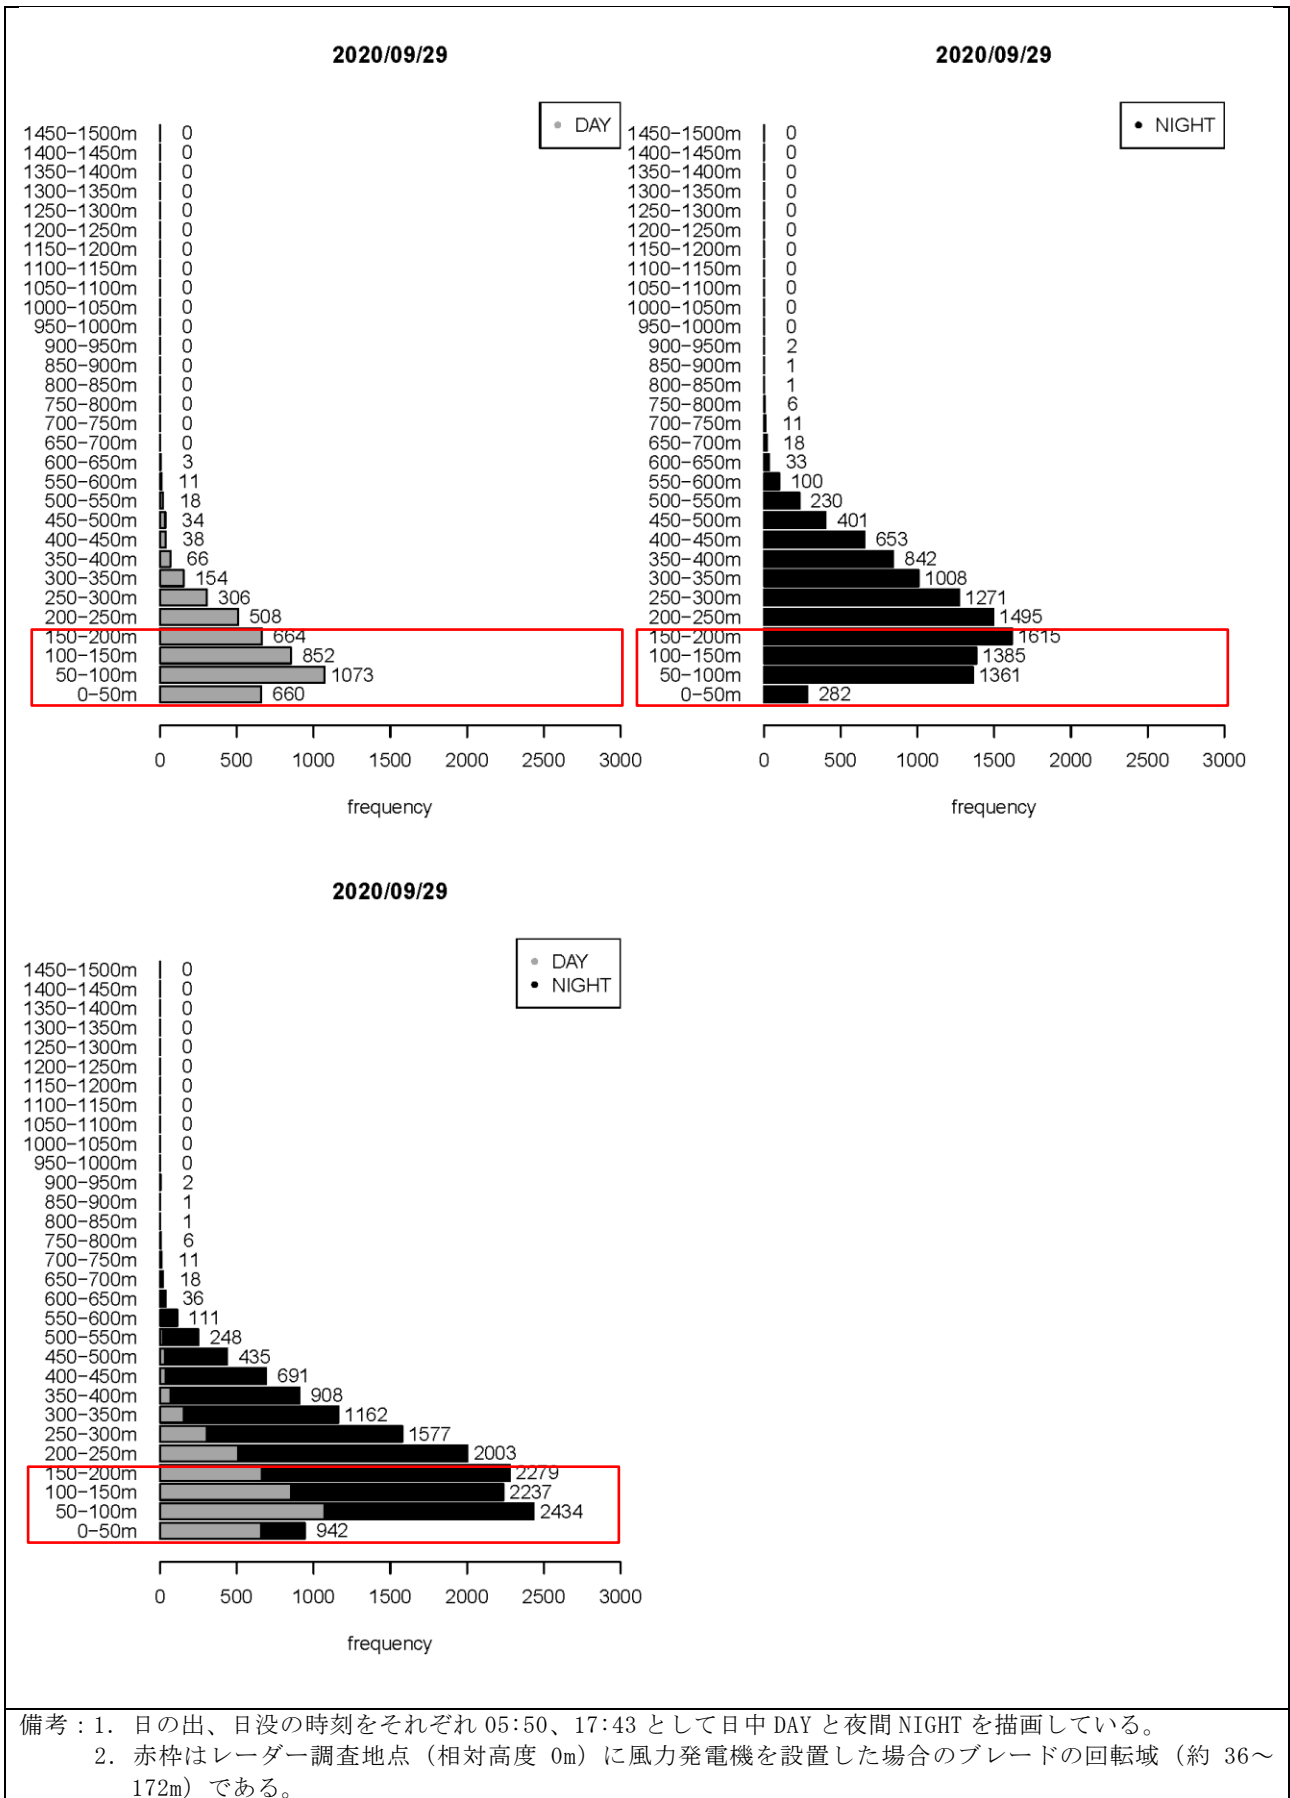 2020/09/29
DAY
1450-1500m 0
1400-1450m 0
1350-1400m 0
1300-1350m 0
1250-1300m 0
1200-1250m 0
1150-1200m 0
1100-1150m 0
1050-1100m 0
1000-1050m 0
950-1000m 0
900-950m 0
850-900m 0
800-850m 0
750-800m 0
700-750m 0
650-700m 0
600-650m 3
550-600m 11
500-550m 18
450-500m 34
400-450m 38
350-400m 66
300-350m 154
250-300m 306
200-250m 508
150-200m 664
100-150m 852
50-100m 1073
0-50m 660
0 500 1000 1500 2000 2500 3000
frequency
2020/09/29
NIGHT
1450-1500m 0
1400-1450m 0
1350-1400m 0
1300-1350m 0
1250-1300m 0
1200-1250m 0
1150-1200m 0
1100-1150m 0
1050-1100m 0
1000-1050m 0
950-1000m 0
900-950m 2
850-900m 1
800-850m 1
750-800m 6
700-750m 11
650-700m 18
600-650m 33
550-600m 100
500-550m 230
450-500m 401
400-450m 653
350-400m 842
300-350m 1008
250-300m 1271
200-250m 1495
150-200m 1615
100-150m 1385
50-100m 1361
0-50m 282
0 500 1000 1500 2000 2500 3000
frequency
2020/09/29
DAY
NIGHT
1450-1500m 0
1400-1450m 0
1350-1400m 0
1300-1350m 0
1250-1300m 0
1200-1250m 0
1150-1200m 0
1100-1150m 0
1050-1100m 0
1000-1050m 0
950-1000m 0
900-950m 2
850-900m 1
800-850m 1
750-800m 6
700-750m 11
650-700m 18
600-650m 36
550-600m 111
500-550m 248
450-500m 435
400-450m 691
350-400m 908
300-350m 1162
250-300m 1577
200-250m 2003
150-200m 2279
100-150m 2237
50-100m 2434
0-50m 942
0 500 1000 1500 2000 2500 3000
frequency
備考：1. 日の出、日没の時刻をそれぞれ 05:50、17:43 として日中 DAY と夜間 NIGHT を描画している。
2. 赤枠はレーダー調査地点（相対高度 0m）に風力発電機を設置した場合のブレードの回転域（約 36～
172m）である。